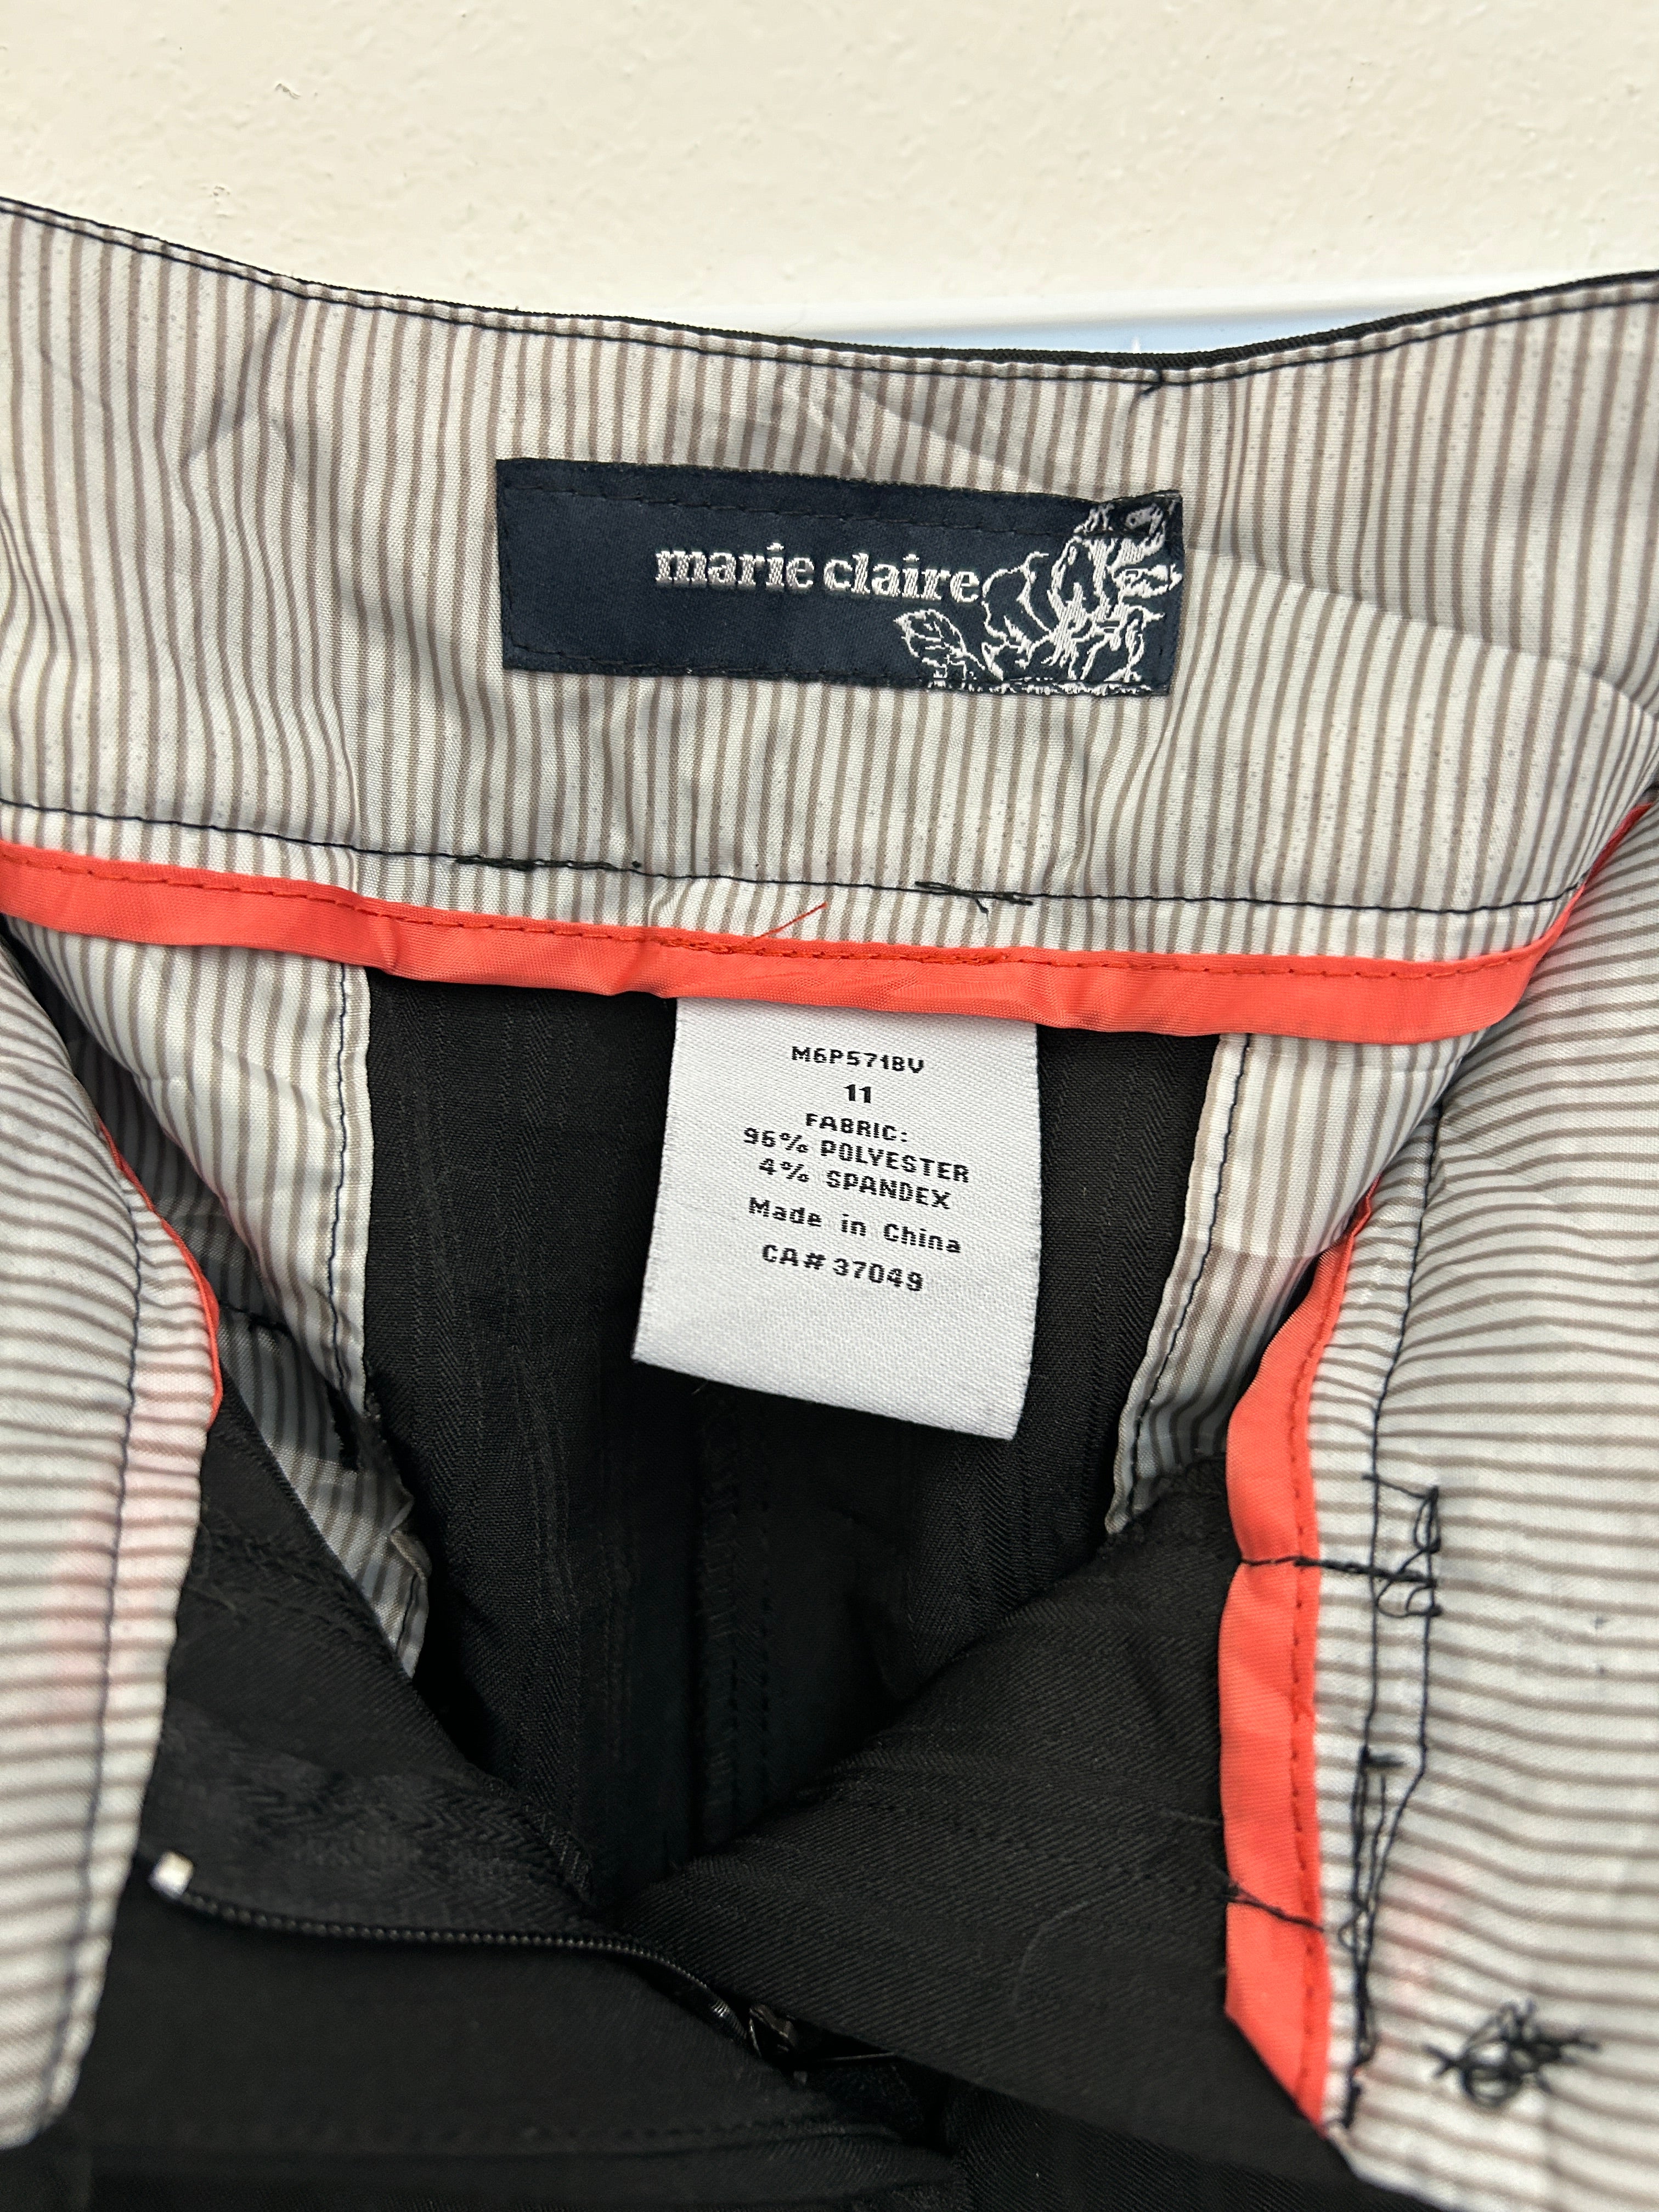 marie claire
M6P571BV
11
FABRIC:
96% POLYESTER
4% SPANDEX
Made in China
CA# 37049